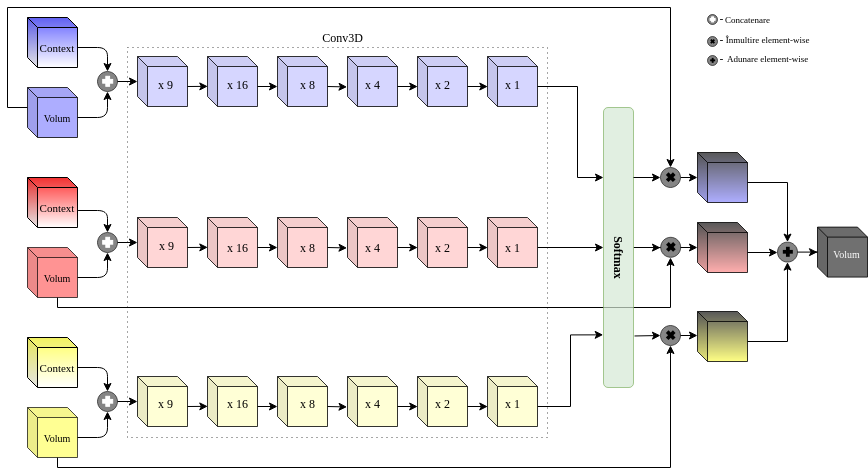 Conv3D
- Concatenare
- Înmultire element-wise
- Adunare element-wise
Context
Volum
x 9
x 16
x 8
x 4
x 2
x 1
Context
Volum
x 9
x 16
x 8
x 4
x 2
x 1
Softmax
Volum
Context
Volum
x 9
x 16
x 8
x 4
x 2
x 1